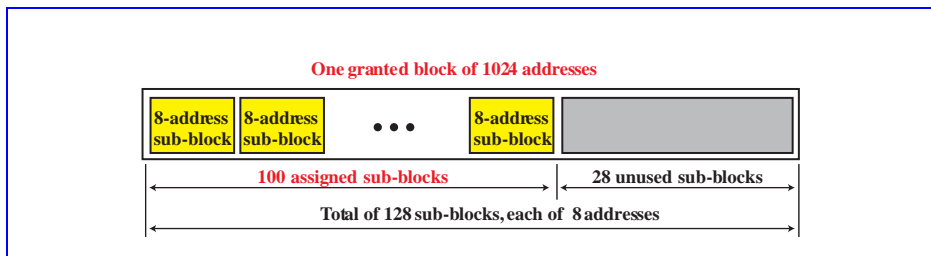 One granted block of 1024 addresses
8-address 8-address 8-address
sub-block sub-block • • • sub-block
100 assigned sub-blocks 28 unused sub-blocks
Total of 128 sub-blocks, each of 8 addresses